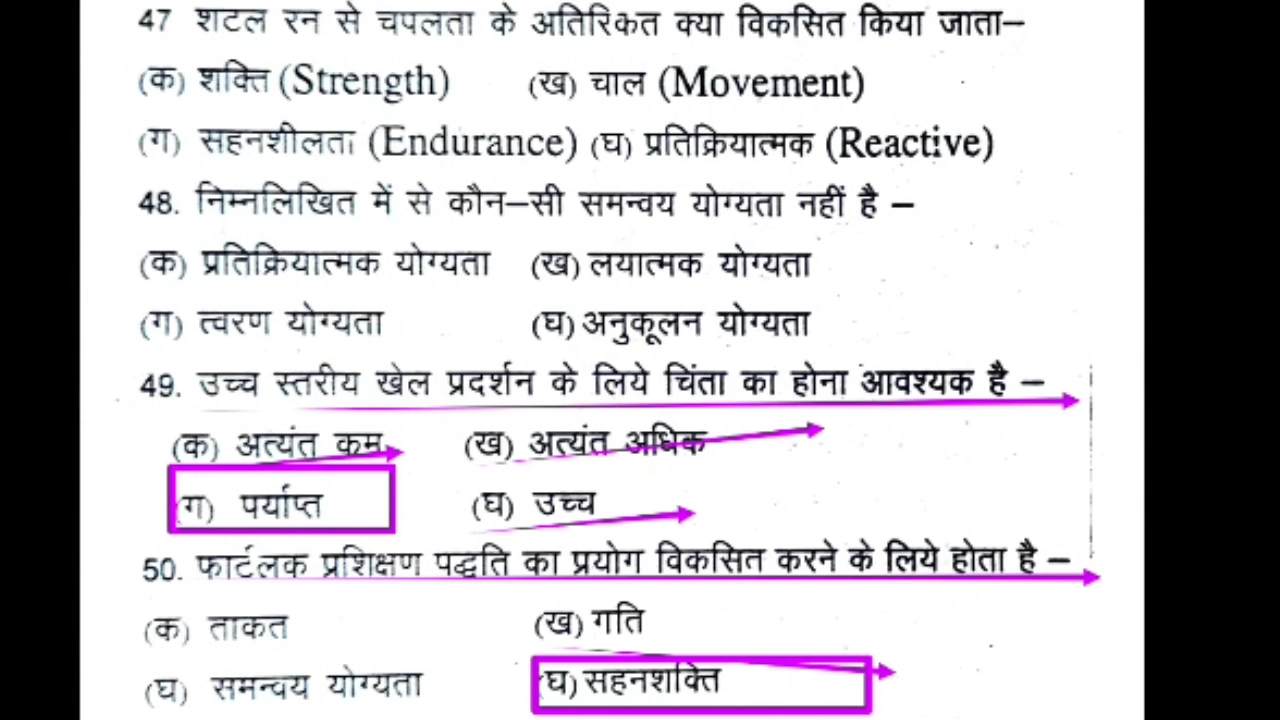 47 शटल रन से चपलता के अतिरिक्त क्या विकसित किया जाता–
(क) शक्ति (Strength) (ख) चाल (Movement)
(ग) सहनशीलता (Endurance) (घ) प्रतिक्रियात्मक (Reactive)
48. निम्नलिखित में से कौन–सी समन्वय योग्यता नहीं है –
(क) प्रतिक्रियात्मक योग्यता (ख) लयात्मक योग्यता
(ग) त्वरण योग्यता (घ) अनुकूलन योग्यता
49. उच्च स्तरीय खेल प्रदर्शन के लिये चिंता का होना आवश्यक है –
(क) अत्यंत कम (ख) अत्यंत अधिक
(ग) पर्याप्त (घ) उच्च
50. फार्टलक प्रशिक्षण पद्धति का प्रयोग विकसित करने के लिये होता है –
(क) ताकत (ख) गति
(घ) समन्वय योग्यता (घ) सहनशक्ति